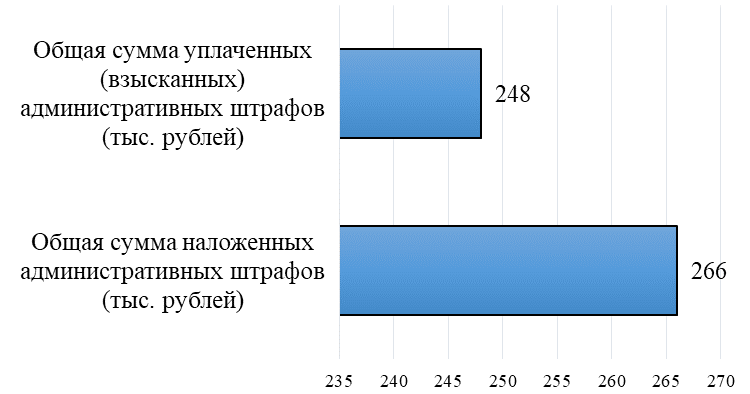 Общая сумма уплаченных
(взысканных)
административных штрафов
(тыс. рублей)
248
Общая сумма наложенных
административных штрафов
(тыс. рублей)
266
235 240 245 250 255 260 265 270